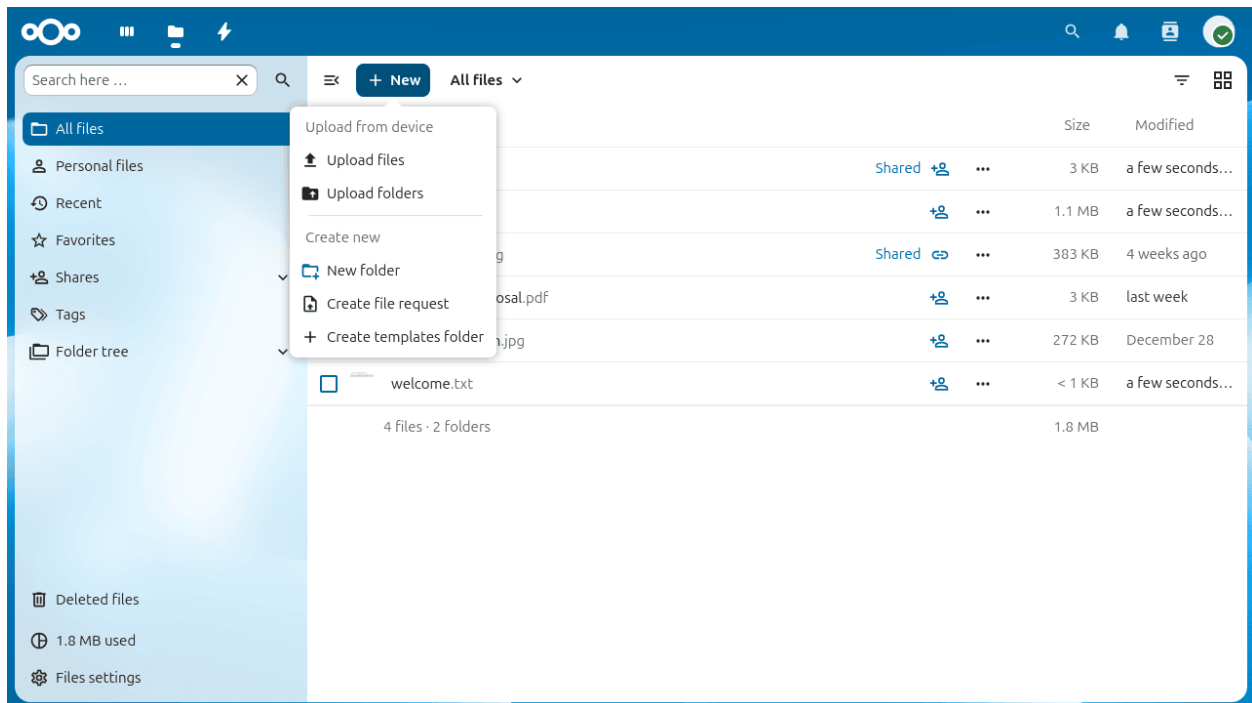 Search here ...
New
All files
All files
Personal files
Recent
Favorites
Shares
Tags
Folder tree
Deleted files
1.8 MB used
Files settings
Upload from device
Upload files
Upload folders
Create new
New folder
Create file request
Create templates folder
Size Modified
Shared 3 KB a few seconds...
1.1 MB a few seconds...
Shared 383 KB 4 weeks ago
.pdf 3 KB last week
.jpg 272 KB December 28
welcome.txt < 1 KB a few seconds...
4 files · 2 folders 1.8 MB